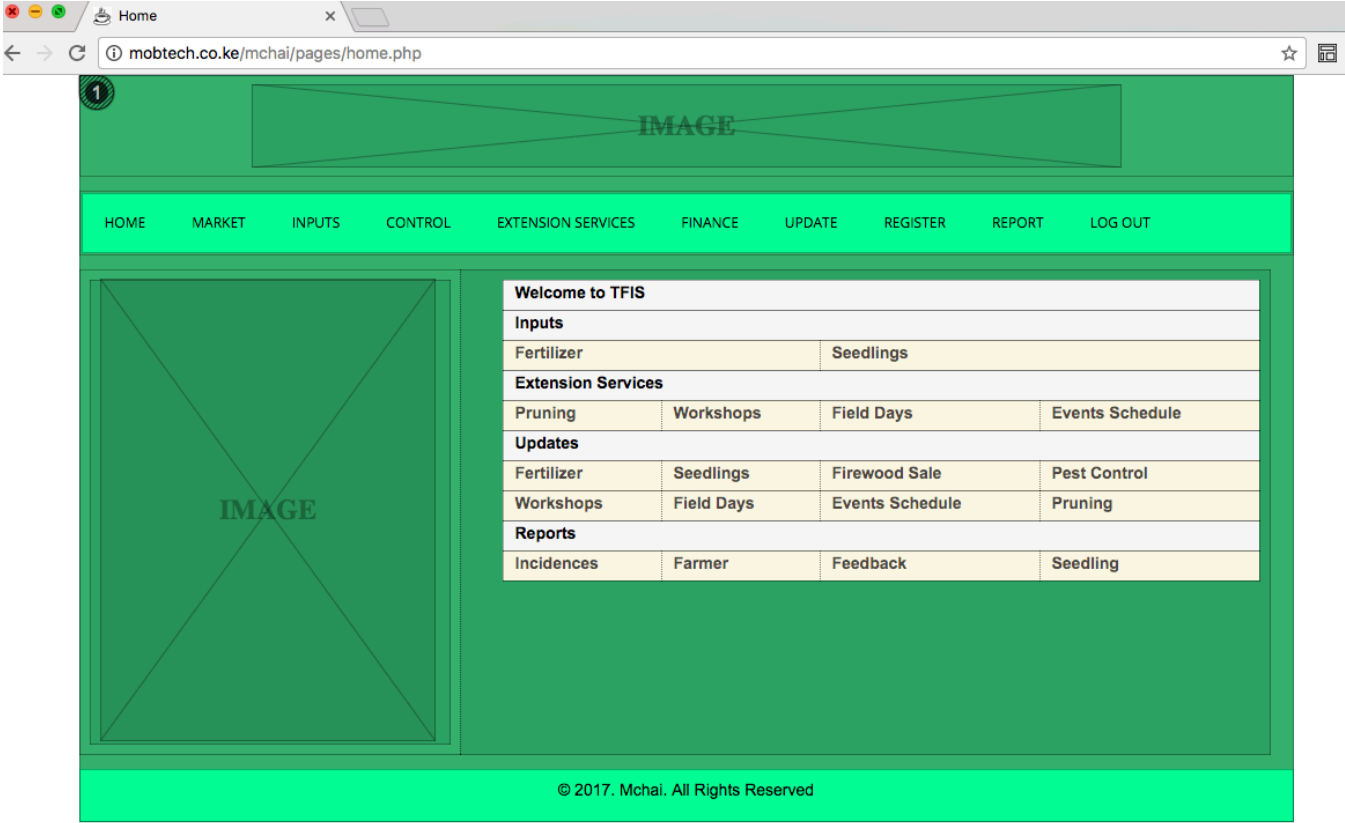 Home
mobtech.co.ke/mchai/pages/home.php
1
IMAGE
HOME MARKET INPUTS CONTROL EXTENSION SERVICES FINANCE UPDATE REGISTER REPORT LOG OUT
IMAGE
Welcome to TFIS
Inputs
Fertilizer Seedlings
Extension Services
Pruning Workshops Field Days Events Schedule
Updates
Fertilizer Seedlings Firewood Sale Pest Control
Workshops Field Days Events Schedule Pruning
Reports
Incidences Farmer Feedback Seedling
© 2017. Mchai. All Rights Reserved